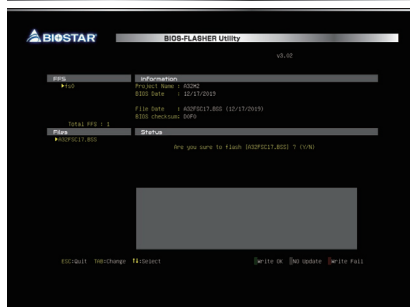 BIOSTAR
BIOS-FLASHER Utility
v3.02
FFS
fs0
Total FFS : 1
Files
A32FSC17.BSS
Information
Project Name : A32M2
BIOS Date : 12/17/2019
File Date : A32FSC17.BSS (12/17/2019)
BIOS checksum: D0F0
Status
Are you sure to flash [A32FSC17.BSS] ? (Y/N)
ESC:Quit TAB:Change ↑↓:Select
Write OK NO Update Write Fail